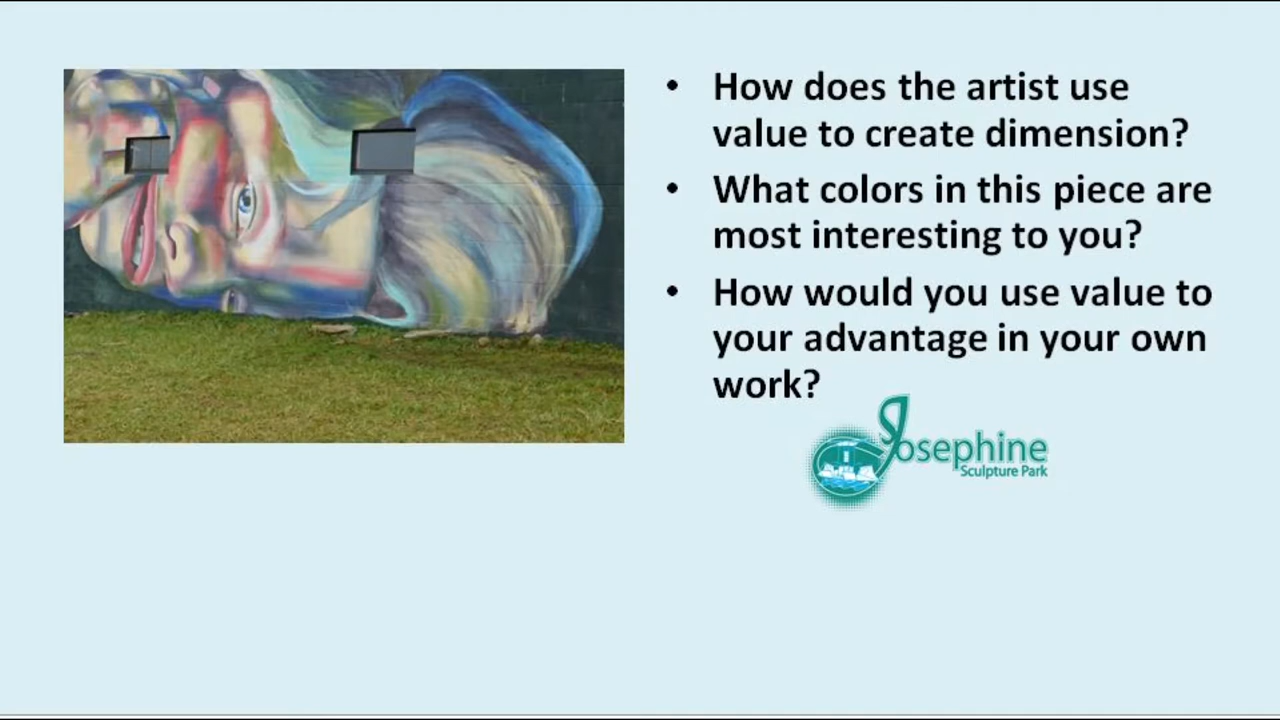 • How does the artist use
value to create dimension?
• What colors in this piece are
most interesting to you?
• How would you use value to
your advantage in your own
work?
Josephine
Sculpture Park